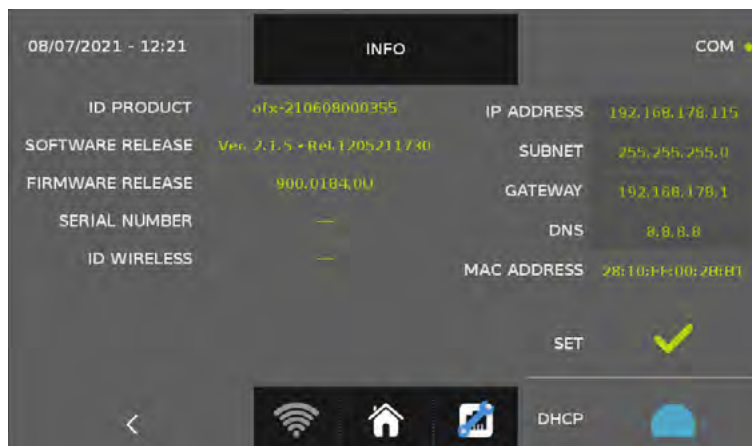 08/07/2021 - 12:21
INFO
COM
ID PRODUCT
afx-210608000355
SOFTWARE RELEASE
Ver. 2.1.5 - Rel.1205211730
FIRMWARE RELEASE
900.0184.0U
SERIAL NUMBER
---
ID WIRELESS
---
IP ADDRESS
192.168.178.115
SUBNET
255.255.255.0
GATEWAY
192.168.178.1
DNS
8.8.8.8
MAC ADDRESS
SET
DHCP